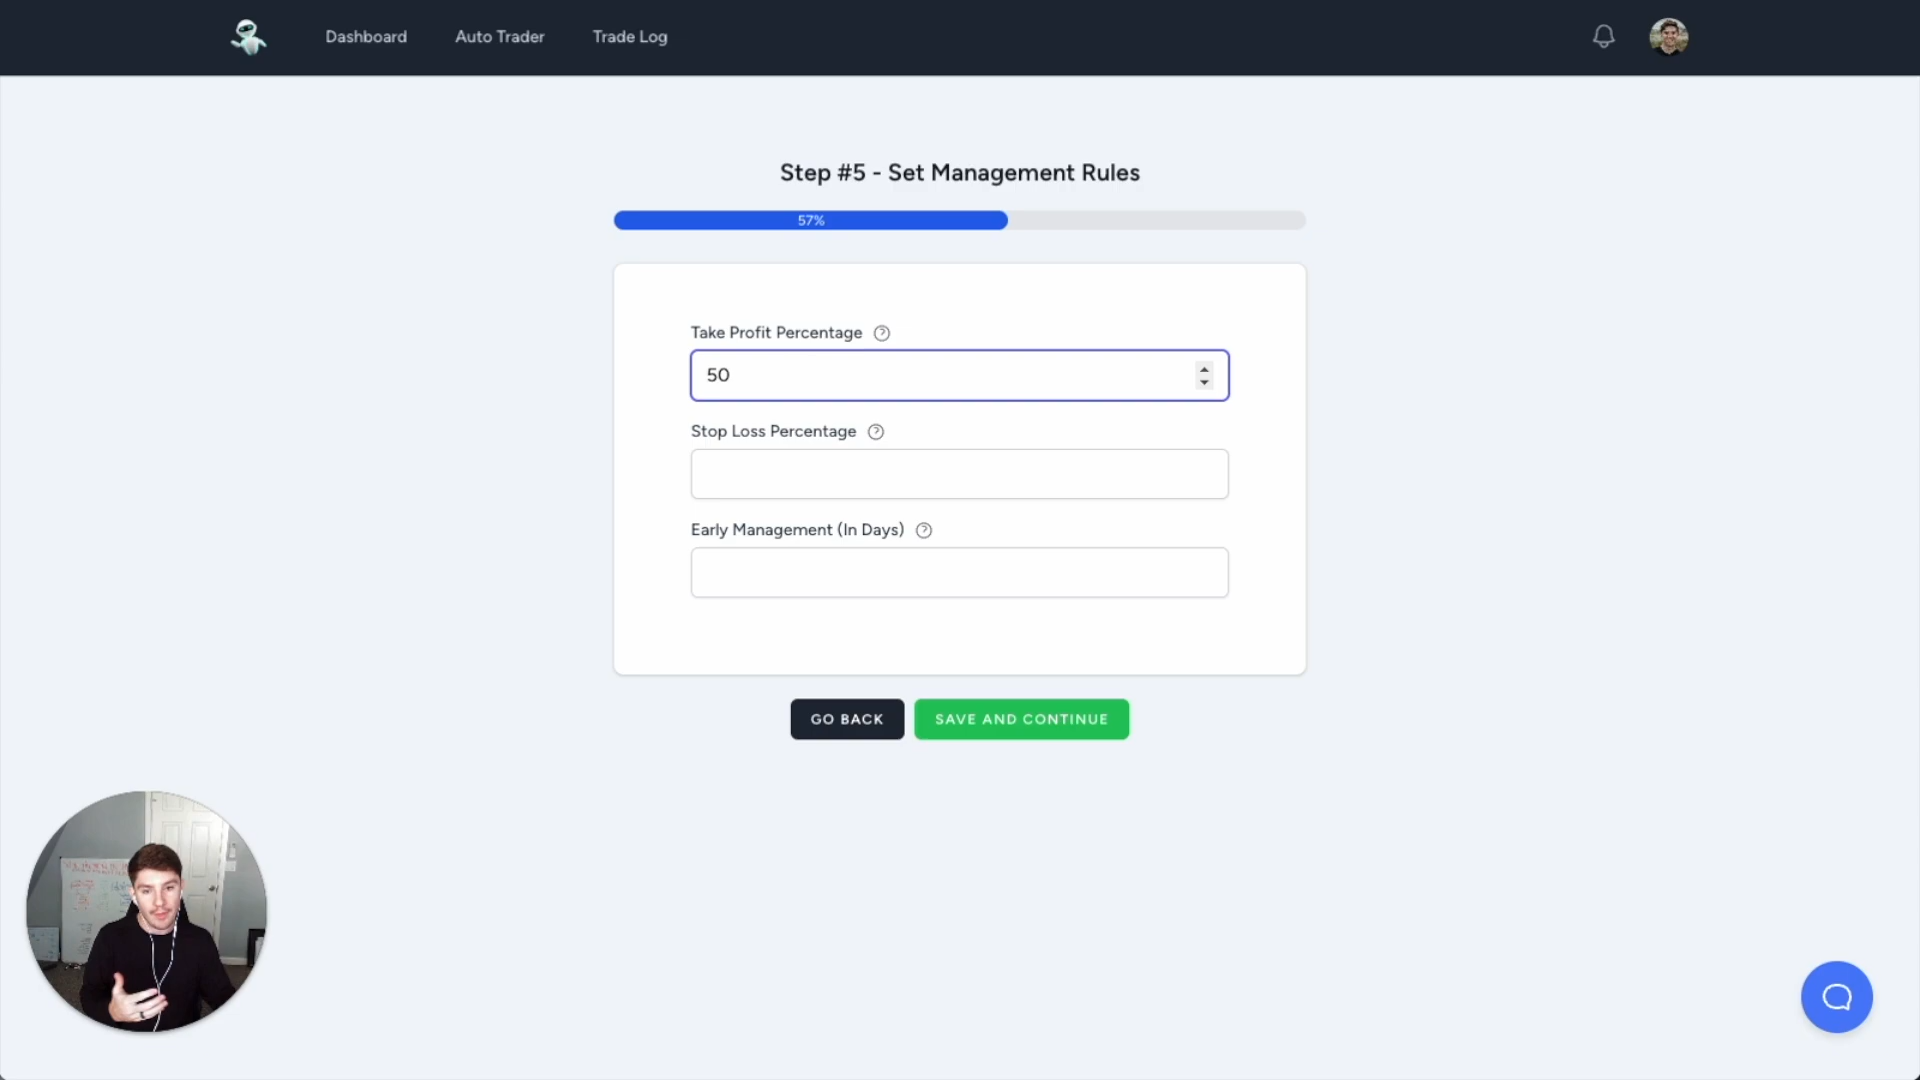 Dashboard
Auto Trader
Trade Log
Step #5 - Set Management Rules
57%
Take Profit Percentage
50
Stop Loss Percentage
Early Management (In Days)
GO BACK
SAVE AND CONTINUE